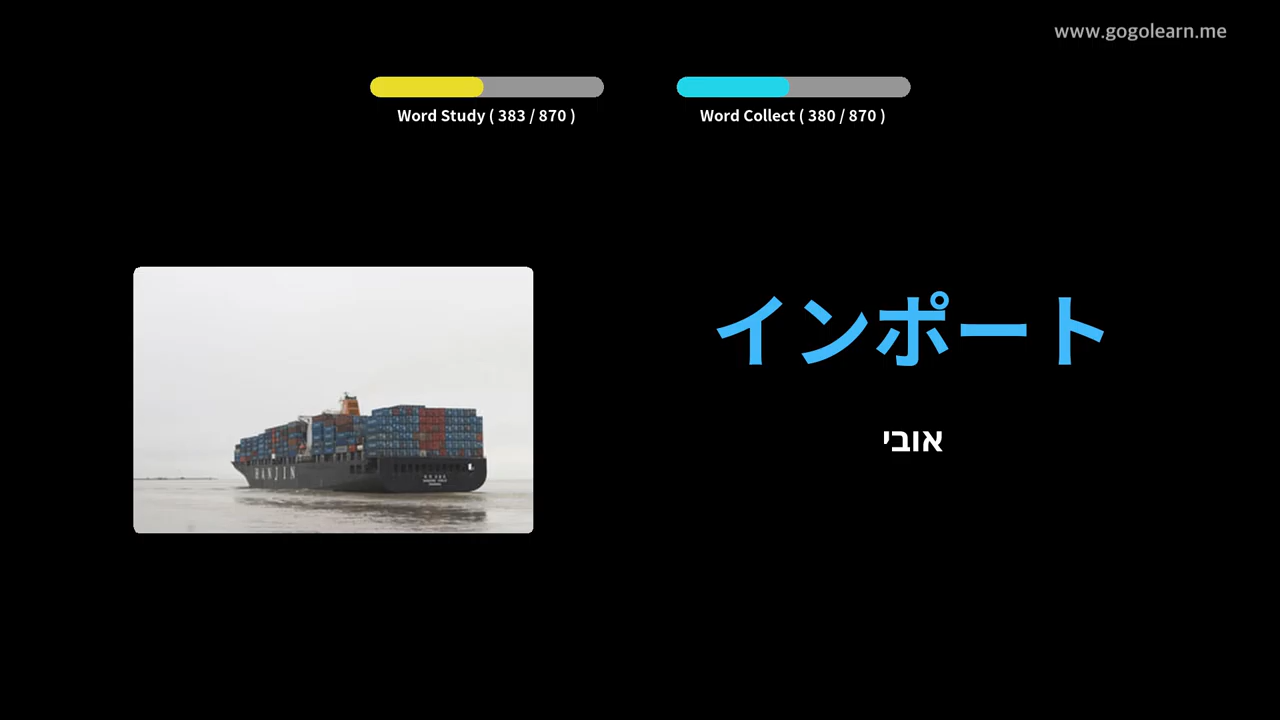 www.gogolearn.me
Word Study ( 383 / 870 )
Word Collect ( 380 / 870 )
インポート
אובי
HANJIN